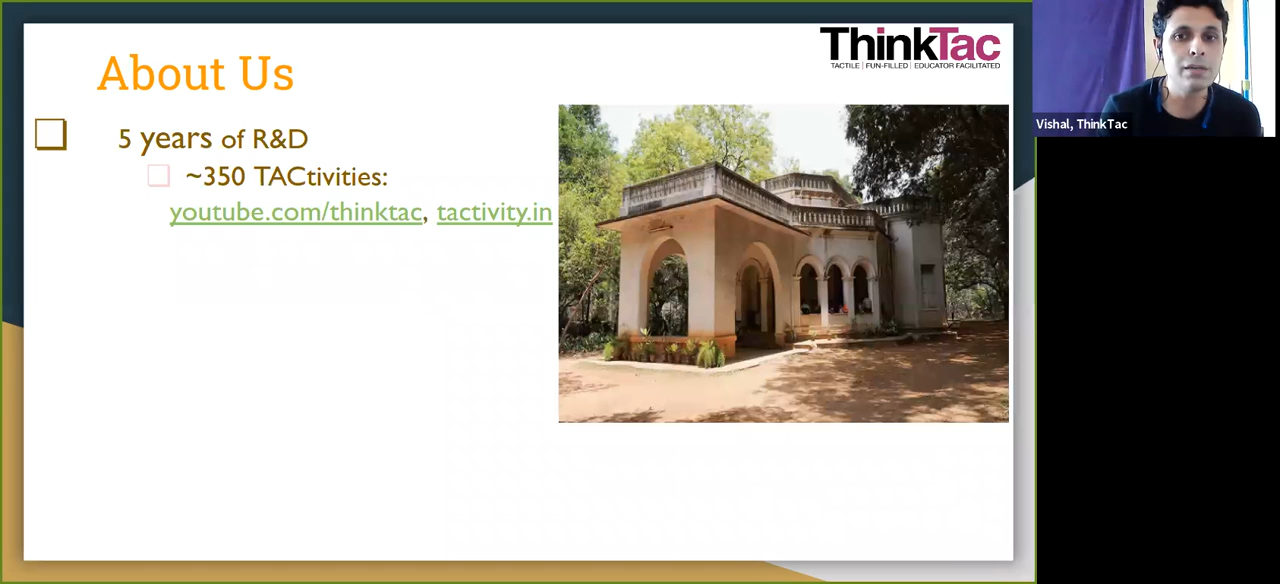 About Us
ThinkTac
TACTILE | FUN-FILLED | EDUCATOR FACILITATED
5 years of R&D
~350 TACtivities:
youtube.com/thinktac, tactivity.in
Vishal, ThinkTac